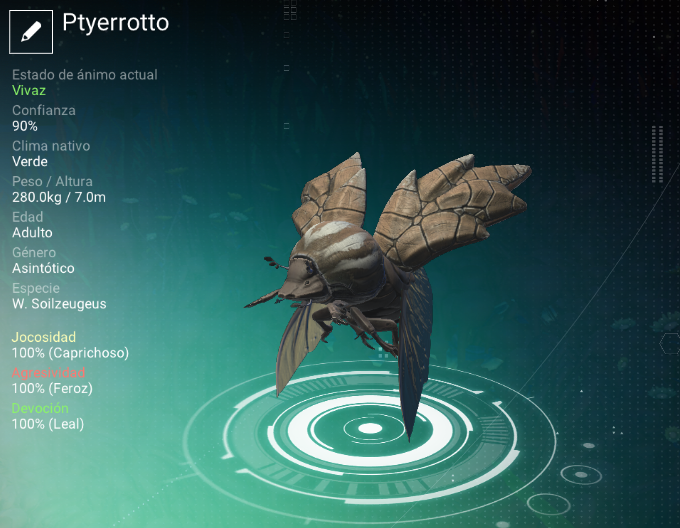 Ptyerrotto
Estado de ánimo actual
Vivaz
Confianza
90%
Clima nativo
Verde
Peso / Altura
280.0kg / 7.0m
Edad
Adulto
Género
Asintótico
Especie
W. Soilzeugeus
Jocosidad
100% (Caprichoso)
Agresividad
100% (Feroz)
Devoción
100% (Leal)